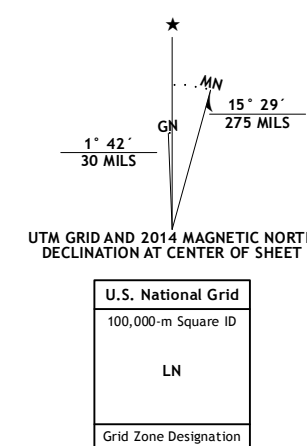 ★
MN
15° 29´
275 MILS
GN
1° 42´
30 MILS
UTM GRID AND 2014 MAGNETIC NORT
DECLINATION AT CENTER OF SHEET
U.S. National Grid
100,000-m Square ID
LN
Grid Zone Designation